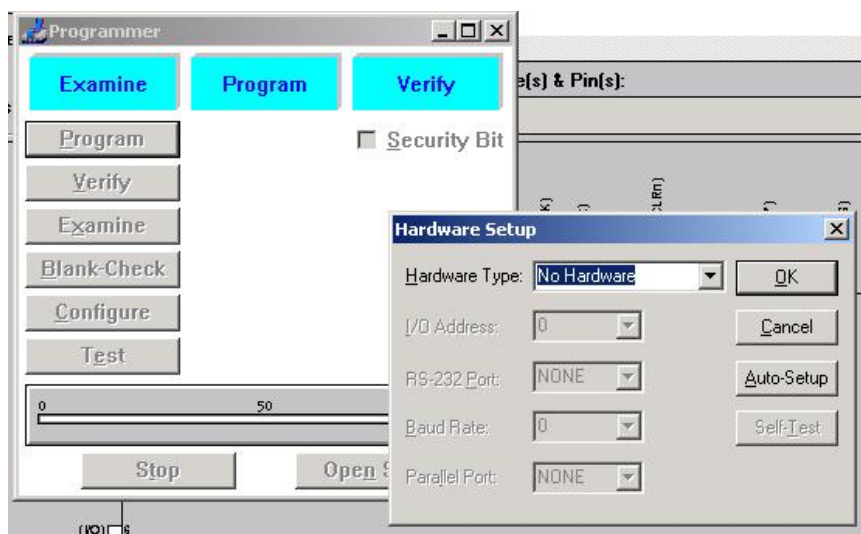 Programmer
Examine
Program
Verify
e(s) & Pin(s):
Program
Security Bit
Verify
Examine
Blank-Check
Configure
Test
0
50
Stop
Open S
Hardware Setup
Hardware Type:
No Hardware
OK
I/O Address:
0
Cancel
RS-232 Port:
NONE
Auto-Setup
Baud Rate:
0
Self-Test
Parallel Port:
NONE